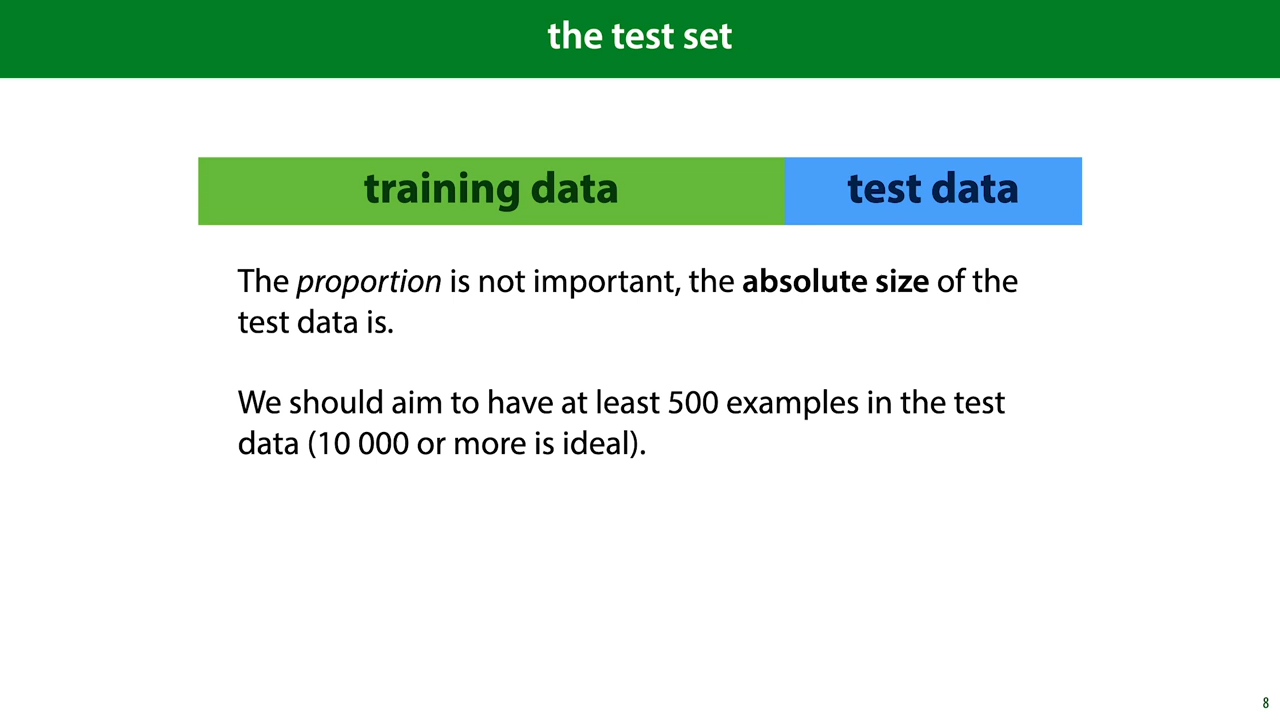 the test set
training data
test data
The proportion is not important, the absolute size of the
test data is.
We should aim to have at least 500 examples in the test
data (10 000 or more is ideal).
8